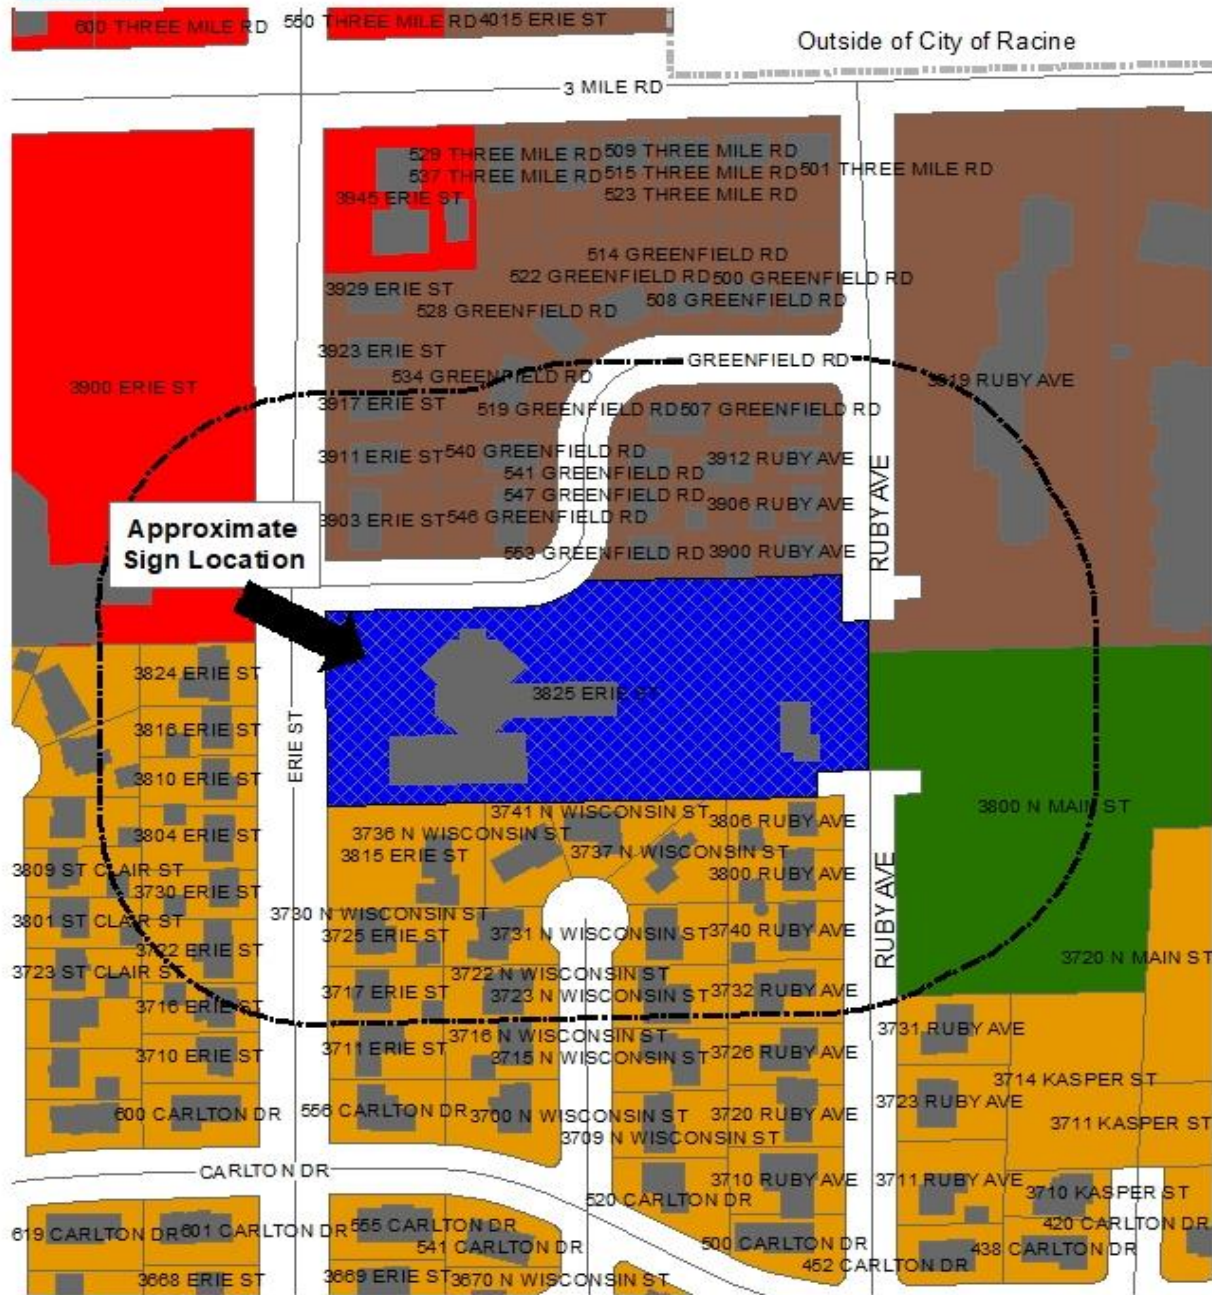 600 THREE MILE RD
550 THREE MILE RD
4015 ERIE ST
Outside of City of Racine
3 MILE RD
529 THREE MILE RD
509 THREE MILE RD
537 THREE MILE RD
515 THREE MILE RD
501 THREE MILE RD
3945 ERIE ST
523 THREE MILE RD
514 GREENFIELD RD
522 GREENFIELD RD
500 GREENFIELD RD
3929 ERIE ST
508 GREENFIELD RD
528 GREENFIELD RD
3923 ERIE ST
GREENFIELD RD
3900 ERIE ST
534 GREENFIELD RD
3919 RUBY AVE
3917 ERIE ST
519 GREENFIELD RD
507 GREENFIELD RD
3911 ERIE ST
540 GREENFIELD RD
3912 RUBY AVE
541 GREENFIELD RD
547 GREENFIELD RD
3906 RUBY AVE
RUBY AVE
Approximate
Sign Location
3903 ERIE ST
546 GREENFIELD RD
553 GREENFIELD RD
3900 RUBY AVE
3824 ERIE ST
3825 ERIE ST
3816 ERIE ST
ERIE ST
3810 ERIE ST
3741 N WISCONSIN ST
3800 N MAIN ST
3804 ERIE ST
3736 N WISCONSIN ST
3806 RUBY AVE
3815 ERIE ST
3737 N WISCONSIN ST
3809 ST CLAIR ST
3800 RUBY AVE
3730 ERIE ST
RUBY AVE
3801 ST CLAIR ST
3730 N WISCONSIN ST
3725 ERIE ST
3731 N WISCONSIN ST
3740 RUBY AVE
3722 ERIE ST
3720 N MAIN ST
3723 ST CLAIR ST
3722 N WISCONSIN ST
3717 ERIE ST
3723 N WISCONSIN ST
3732 RUBY AVE
3716 ERIE ST
3731 RUBY AVE
3716 N WISCONSIN ST
3711 ERIE ST
3710 ERIE ST
3715 N WISCONSIN ST
3726 RUBY AVE
3714 KASPER ST
600 CARLTON DR
556 CARLTON DR
3700 N WISCONSIN ST
3720 RUBY AVE
3723 RUBY AVE
3711 KASPER ST
3709 N WISCONSIN ST
CARLTON DR
3710 RUBY AVE
3711 RUBY AVE
3710 KASPER ST
520 CARLTON DR
619 CARLTON DR
601 CARLTON DR
555 CARLTON DR
420 CARLTON DR
541 CARLTON DR
500 CARLTON DR
438 CARLTON DR
452 CARLTON DR
3668 ERIE ST
3669 ERIE ST
3670 N WISCONSIN ST